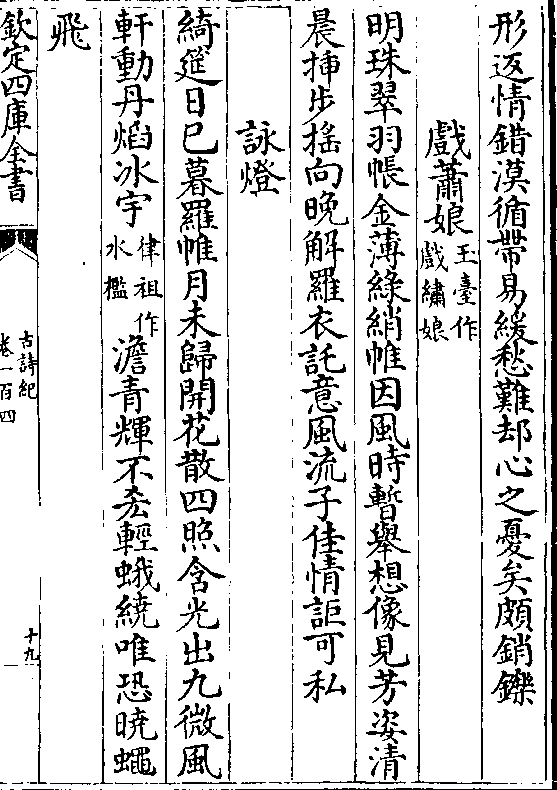 形返情錯漠循帶易緩愁難却心之憂矣頗銷鑠
戲蕭娘玉臺作戲繡娘
明珠翠羽帳金薄綠綃帷因風時暫舉想像見芳姿清
晨揷步搖向晚解羅衣託意風流子佳情詎可私
詠燈
綺筵日已暮羅帷月未歸開花散四照含光出九微風
軒動丹焰冰宇律祖作水檻澹青輝不𠫤輕蛾繞唯恐曉蠅
飛
欽定四庫全書
古詩紀
卷一百四
十九